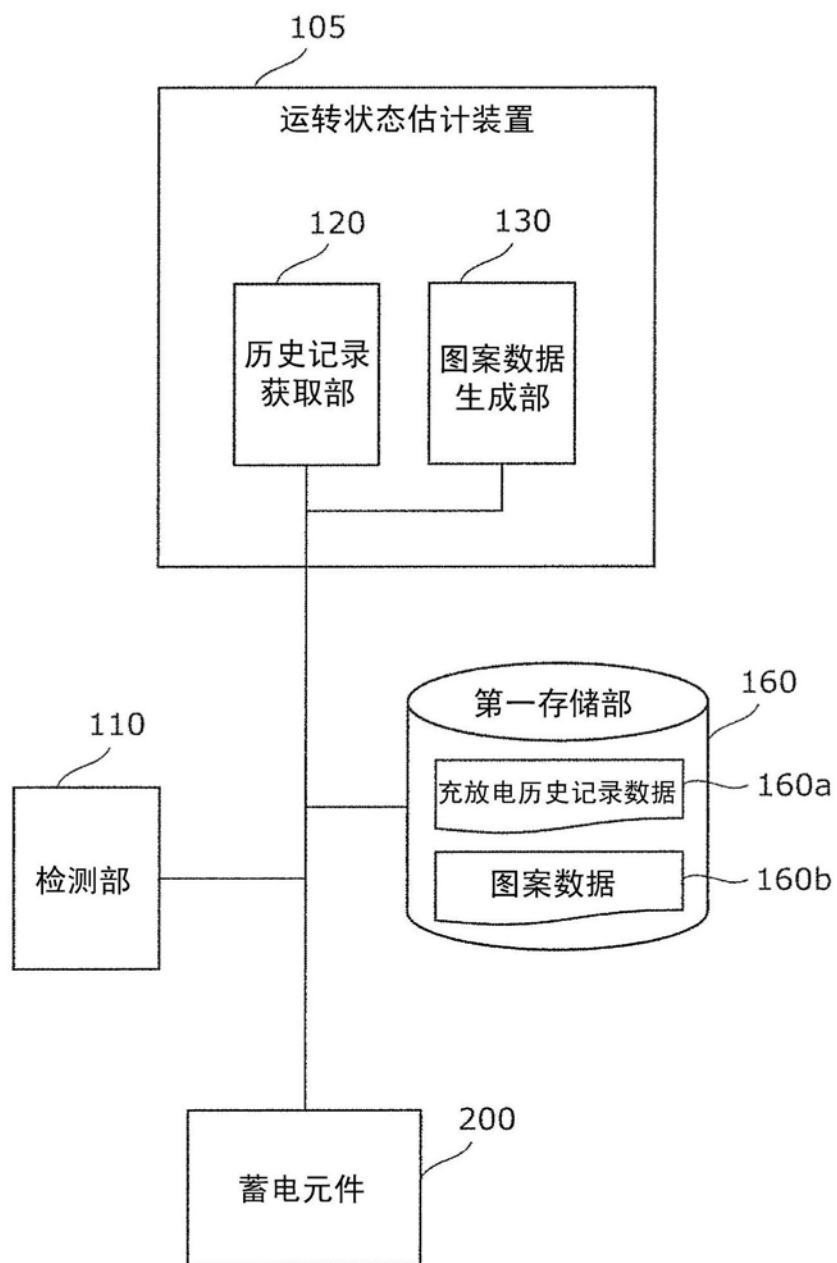 105
运转状态估计装置
120
130
历史记录
获取部
图案数据
生成部
160
第一存储部
110
160a
充放电历史记录数据
检测部
图案数据
160b
200
蓄电元件